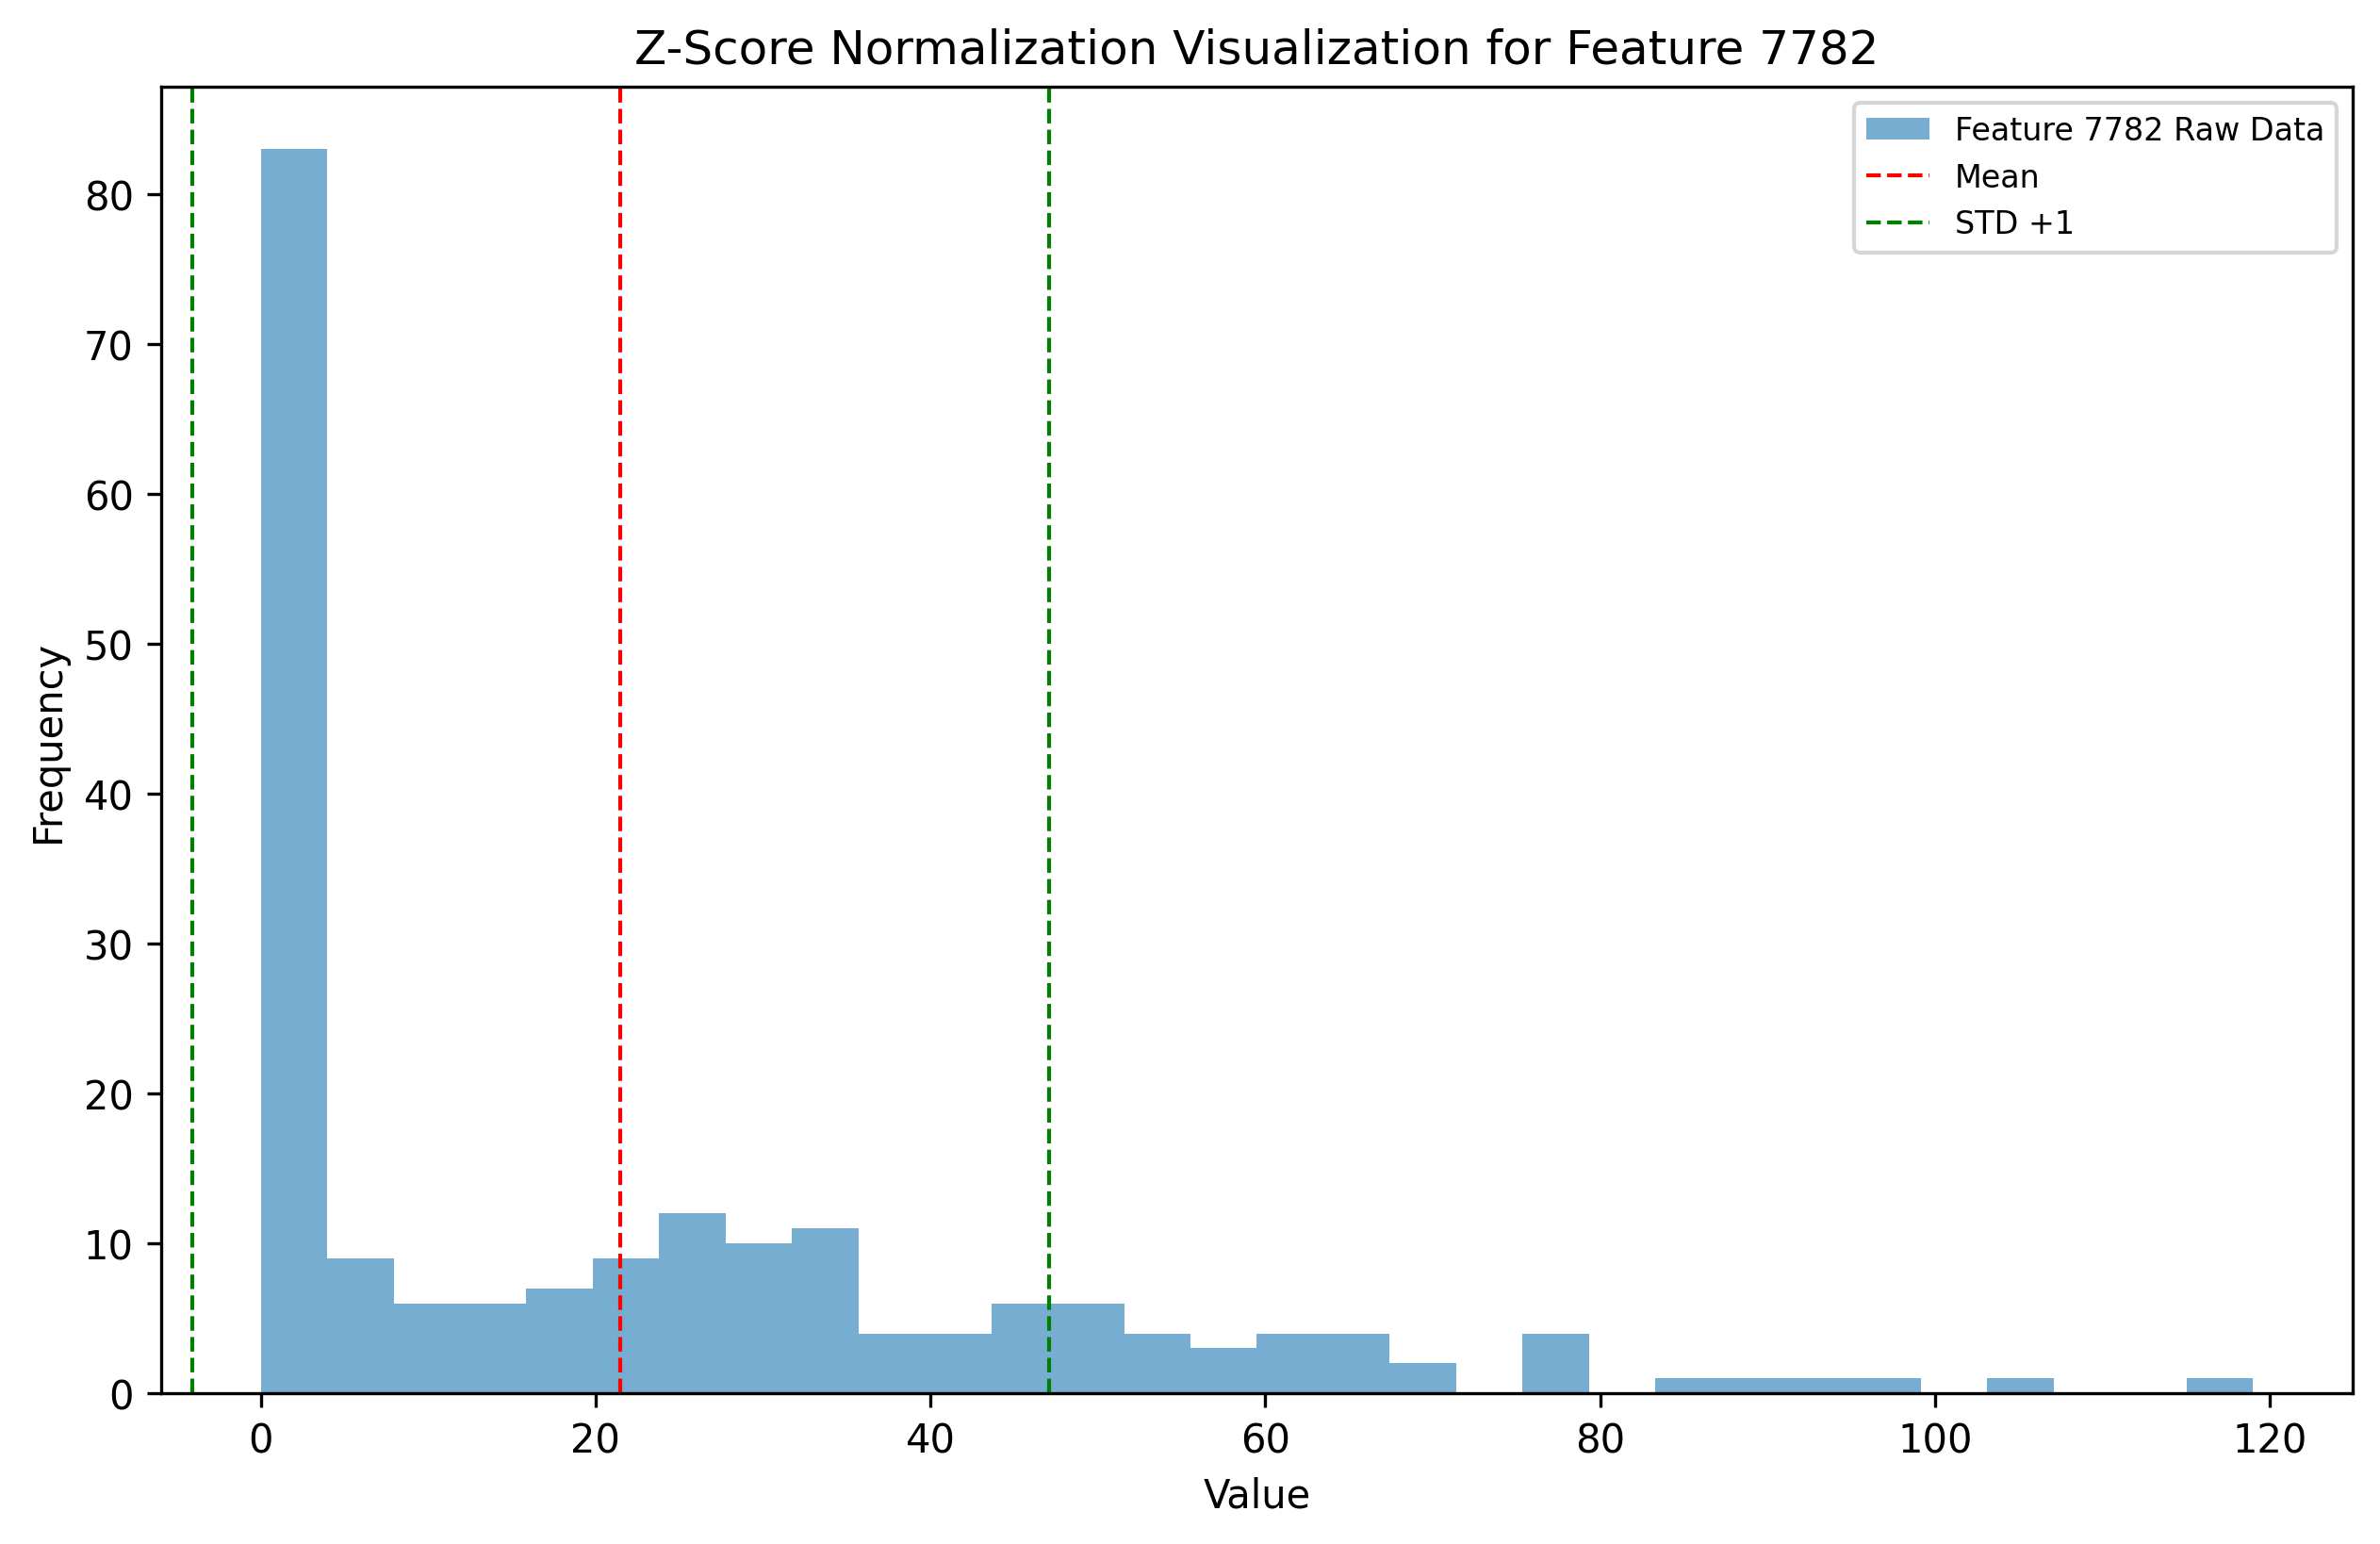 Z-Score Normalization Visualization for Feature 7782
Feature 7782 Raw Data
Mean
STD +1
Frequency
80
70
60
50
40
30
20
10
0
0 20 40 60 80 100 120
Value